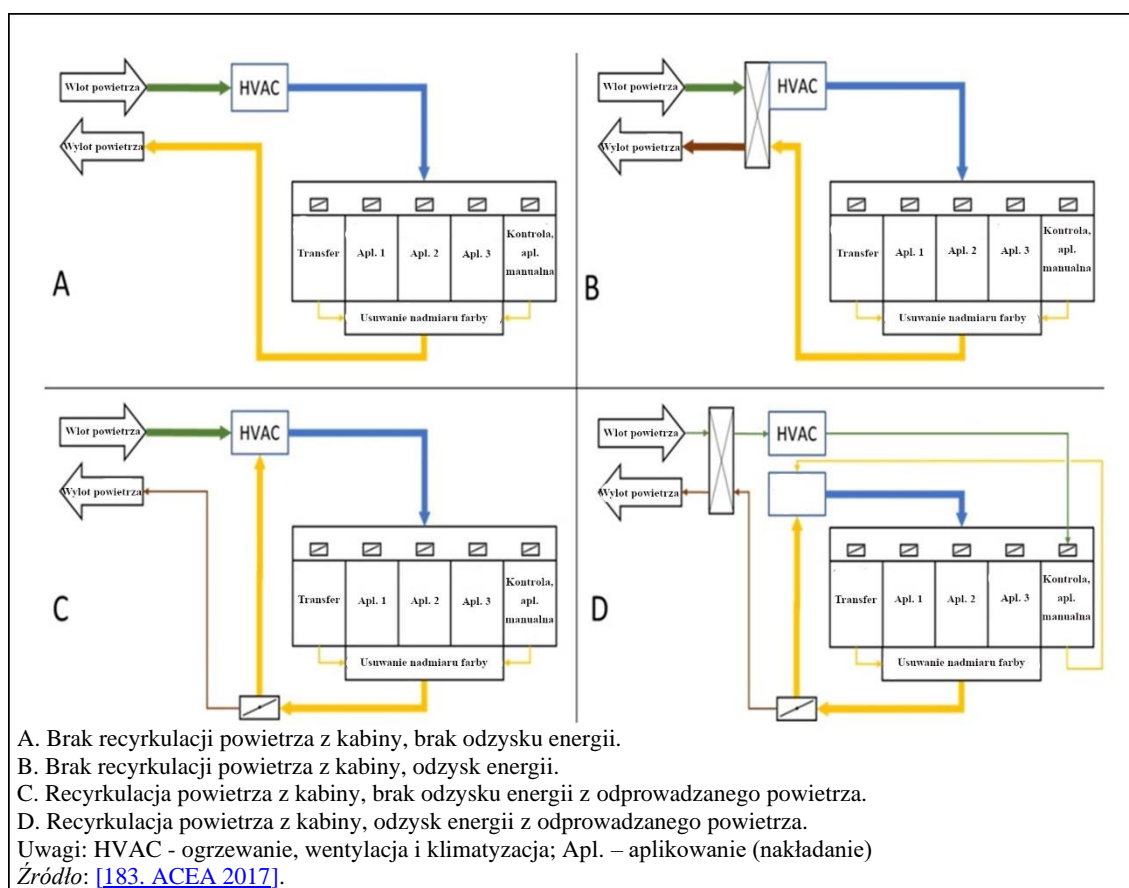 Wlot powietrza
HVAC
Wylot powietrza
Transfer
Apl. 1
Apl. 2
Apl. 3
Kontrola,
apl.
manualna
Usuwanie nadmiaru farby
A
Wlot powietrza
HVAC
Wylot powietrza
Transfer
Apl. 1
Apl. 2
Apl. 3
Kontrola,
apl.
manualna
Usuwanie nadmiaru farby
B
Wlot powietrza
HVAC
Wylot powietrza
Transfer
Apl. 1
Apl. 2
Apl. 3
Kontrola,
apl.
manualna
Usuwanie nadmiaru farby
C
Wlot powietrza
HVAC
Wylot powietrza
Transfer
Apl. 1
Apl. 2
Apl. 3
Kontrola,
apl.
manualna
Usuwanie nadmiaru farby
D
A. Brak recyrkulacji powietrza z kabiny, brak odzysku energii.
B. Brak recyrkulacji powietrza z kabiny, odzysk energii.
C. Recyrkulacja powietrza z kabiny, brak odzysku energii z odprowadzanego powietrza.
D. Recyrkulacja powietrza z kabiny, odzysk energii z odprowadzanego powietrza.
Uwagi: HVAC - ogrzewanie, wentylacja i klimatyzacja; Apl. – aplikowanie (nakładanie)
Źródło: [183. ACEA 2017].